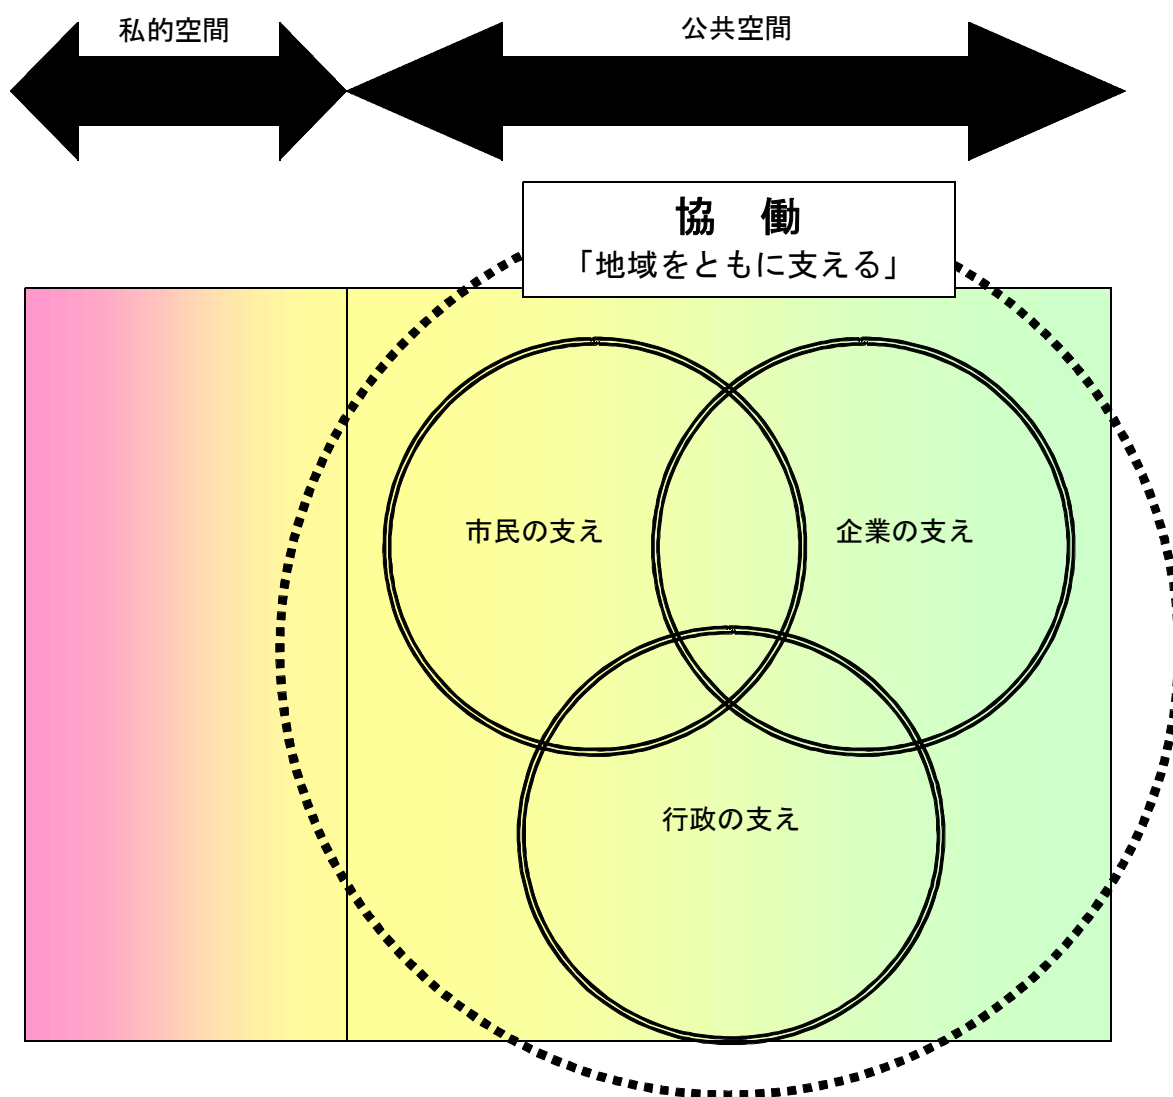 私的空間
公共空間
協　働
「地域をともに支える」
市民の支え
企業の支え
行政の支え